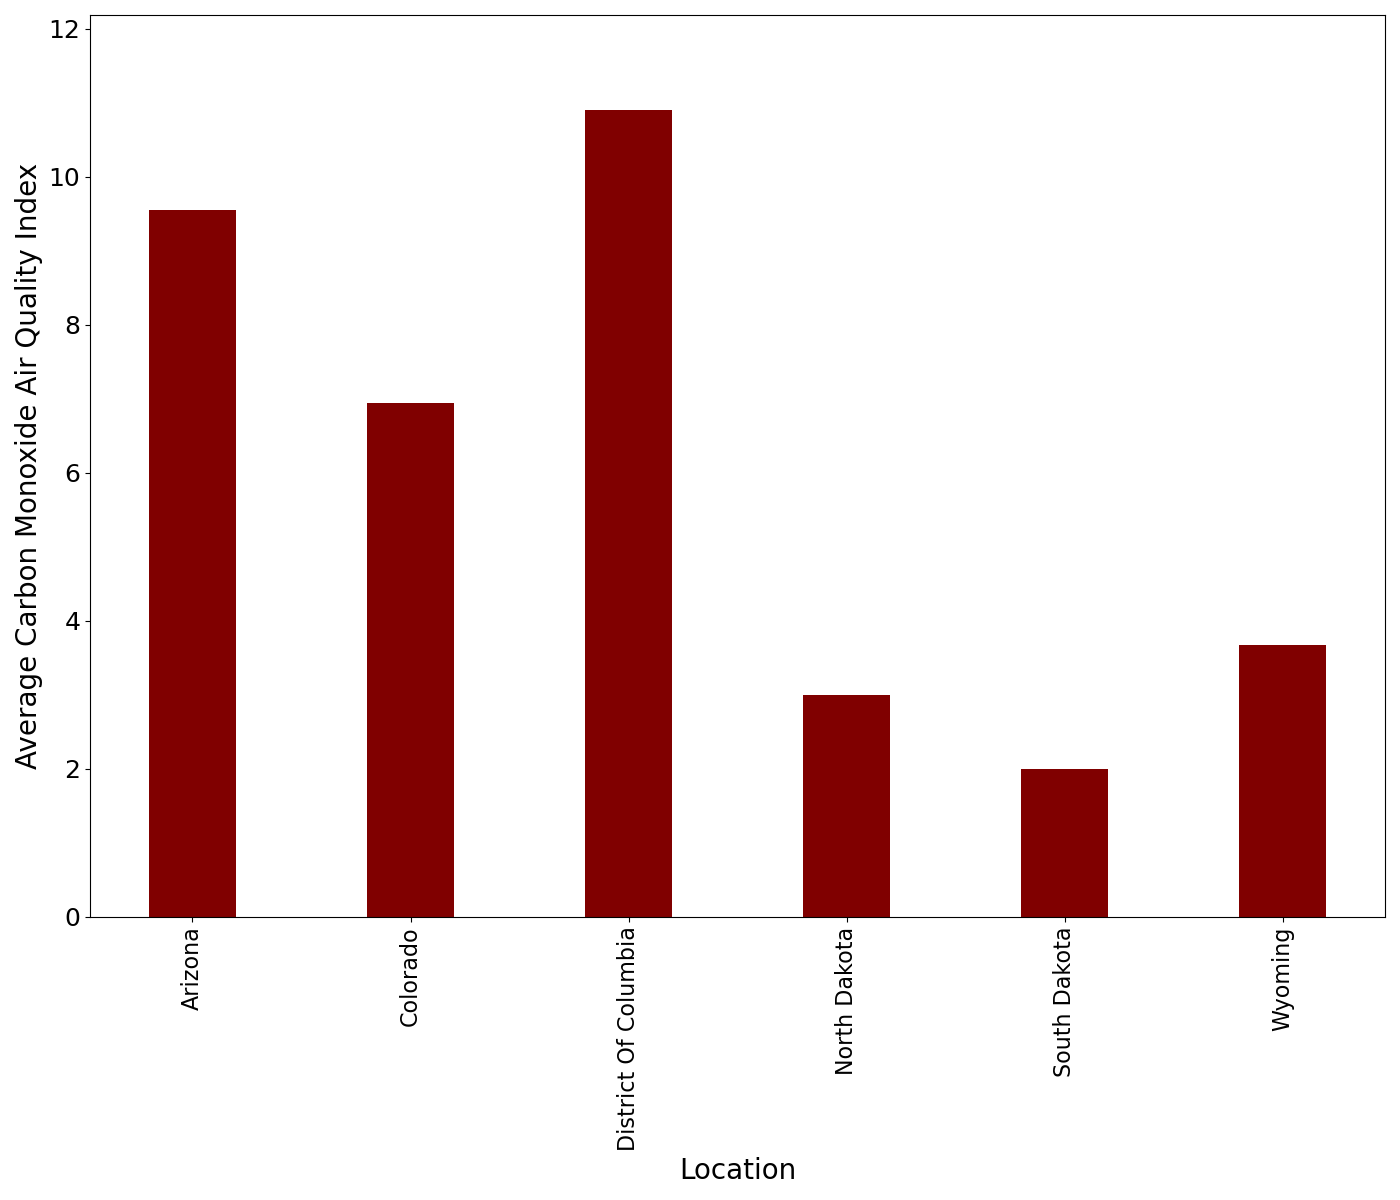 Average Carbon Monoxide Air Quality Index
12
10
8
6
4
2
0
Arizona
Colorado
District Of Columbia
North Dakota
South Dakota
Wyoming
Location